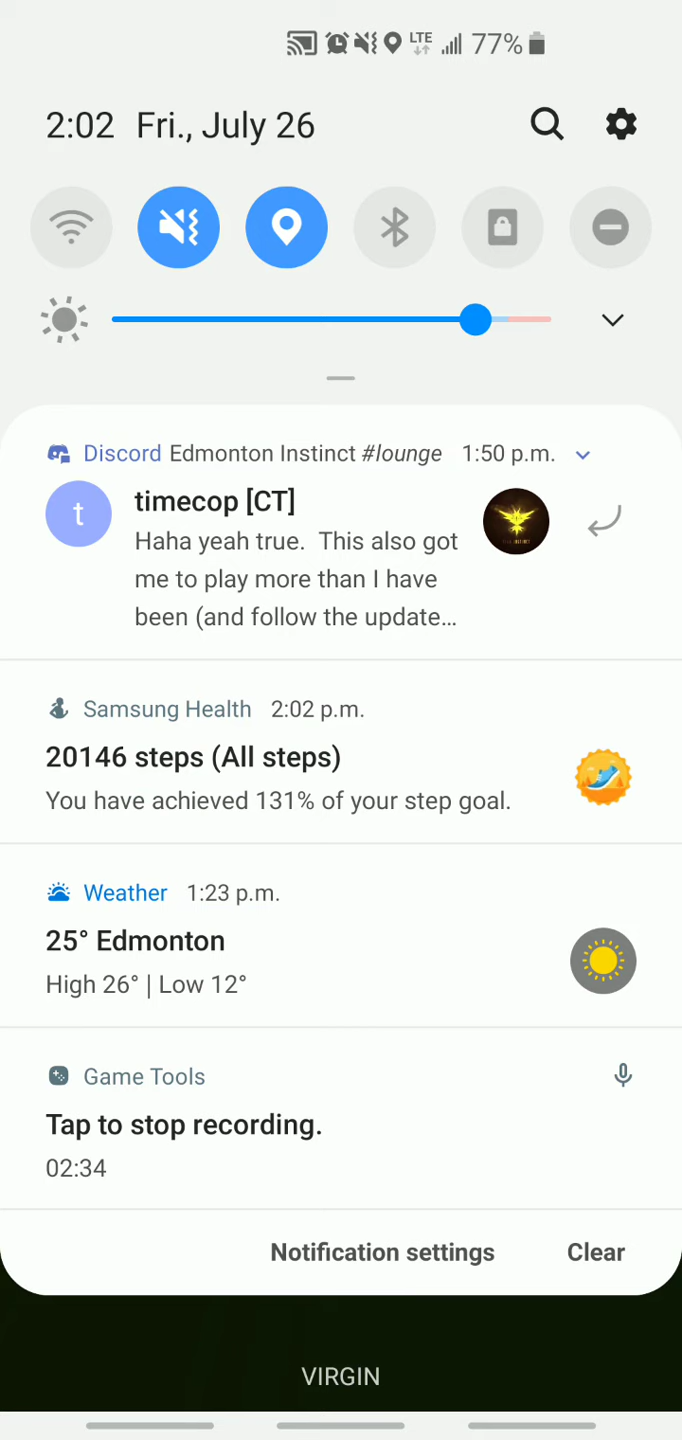 LTE 77%
2:02 Fri., July 26
Discord Edmonton Instinct #lounge 1:50 p.m.
t
timecop [CT]
Haha yeah true. This also got
me to play more than I have
been (and follow the update...
Samsung Health 2:02 p.m.
20146 steps (All steps)
You have achieved 131% of your step goal.
Weather 1:23 p.m.
25° Edmonton
High 26° | Low 12°
Game Tools
Tap to stop recording.
02:34
Notification settings Clear
VIRGIN